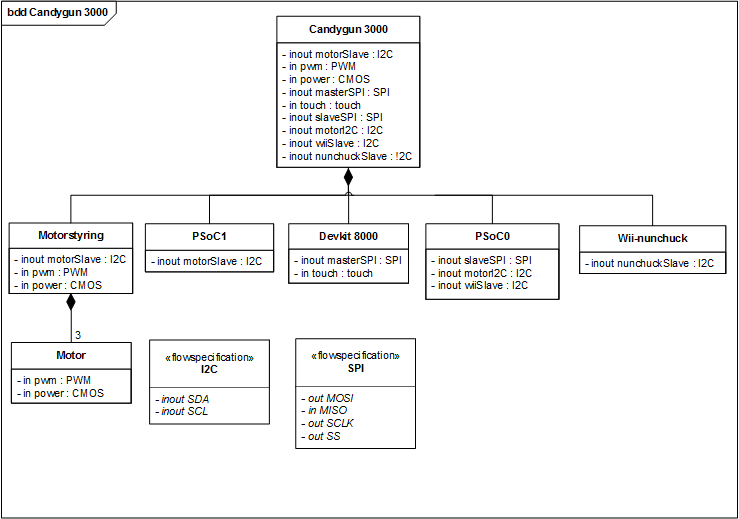 bdd Candygun 3000
Candygun 3000
- inout motorSlave : I2C
- in pwm : PWM
- in power : CMOS
- inout masterSPI : SPI
- in touch : touch
- inout slaveSPI : SPI
- inout motorI2C : I2C
- inout wiiSlave : I2C
- inout nunchuckSlave : !2C
Motorstyring
- inout motorSlave : I2C
- in pwm : PWM
- in power : CMOS
PSoC1
- inout motorSlave : I2C
Devkit 8000
- inout masterSPI : SPI
- in touch : touch
PSoC0
- inout slaveSPI : SPI
- inout motorI2C : I2C
- inout wiiSlave : I2C
Wii-nunchuck
- inout nunchuckSlave : I2C
3
Motor
- in pwm : PWM
- in power : CMOS
«flowspecification»
I2C
- inout SDA
- inout SCL
«flowspecification»
SPI
- out MOSI
- in MISO
- out SCLK
- out SS